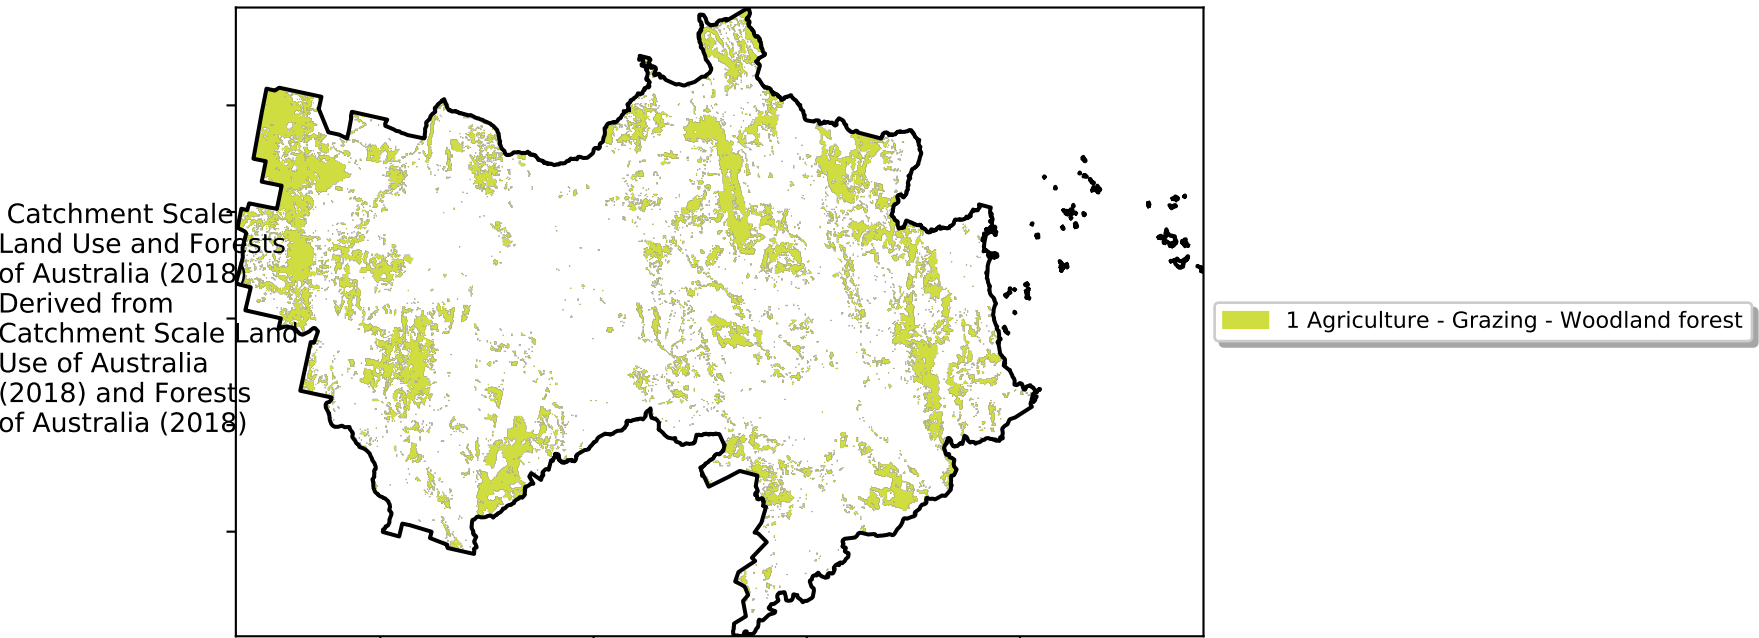 Catchment Scale
Land Use and Forests
of Australia (2018)
Derived from
Catchment Scale Land
Use of Australia
(2018) and Forests
of Australia (2018)
1 Agriculture - Grazing - Woodland forest